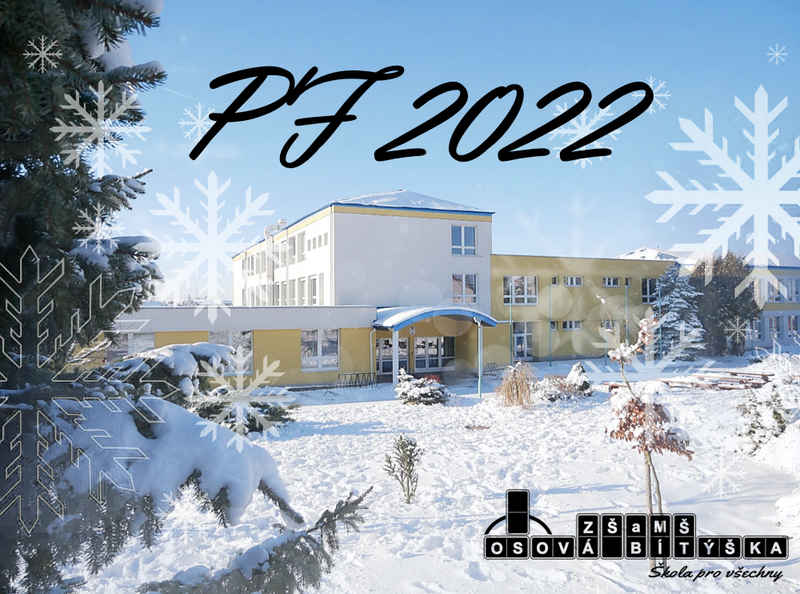 PF 2022
ZŠaMŠ
OSOVÁ BÍTÝŠKA
Škola pro všechny